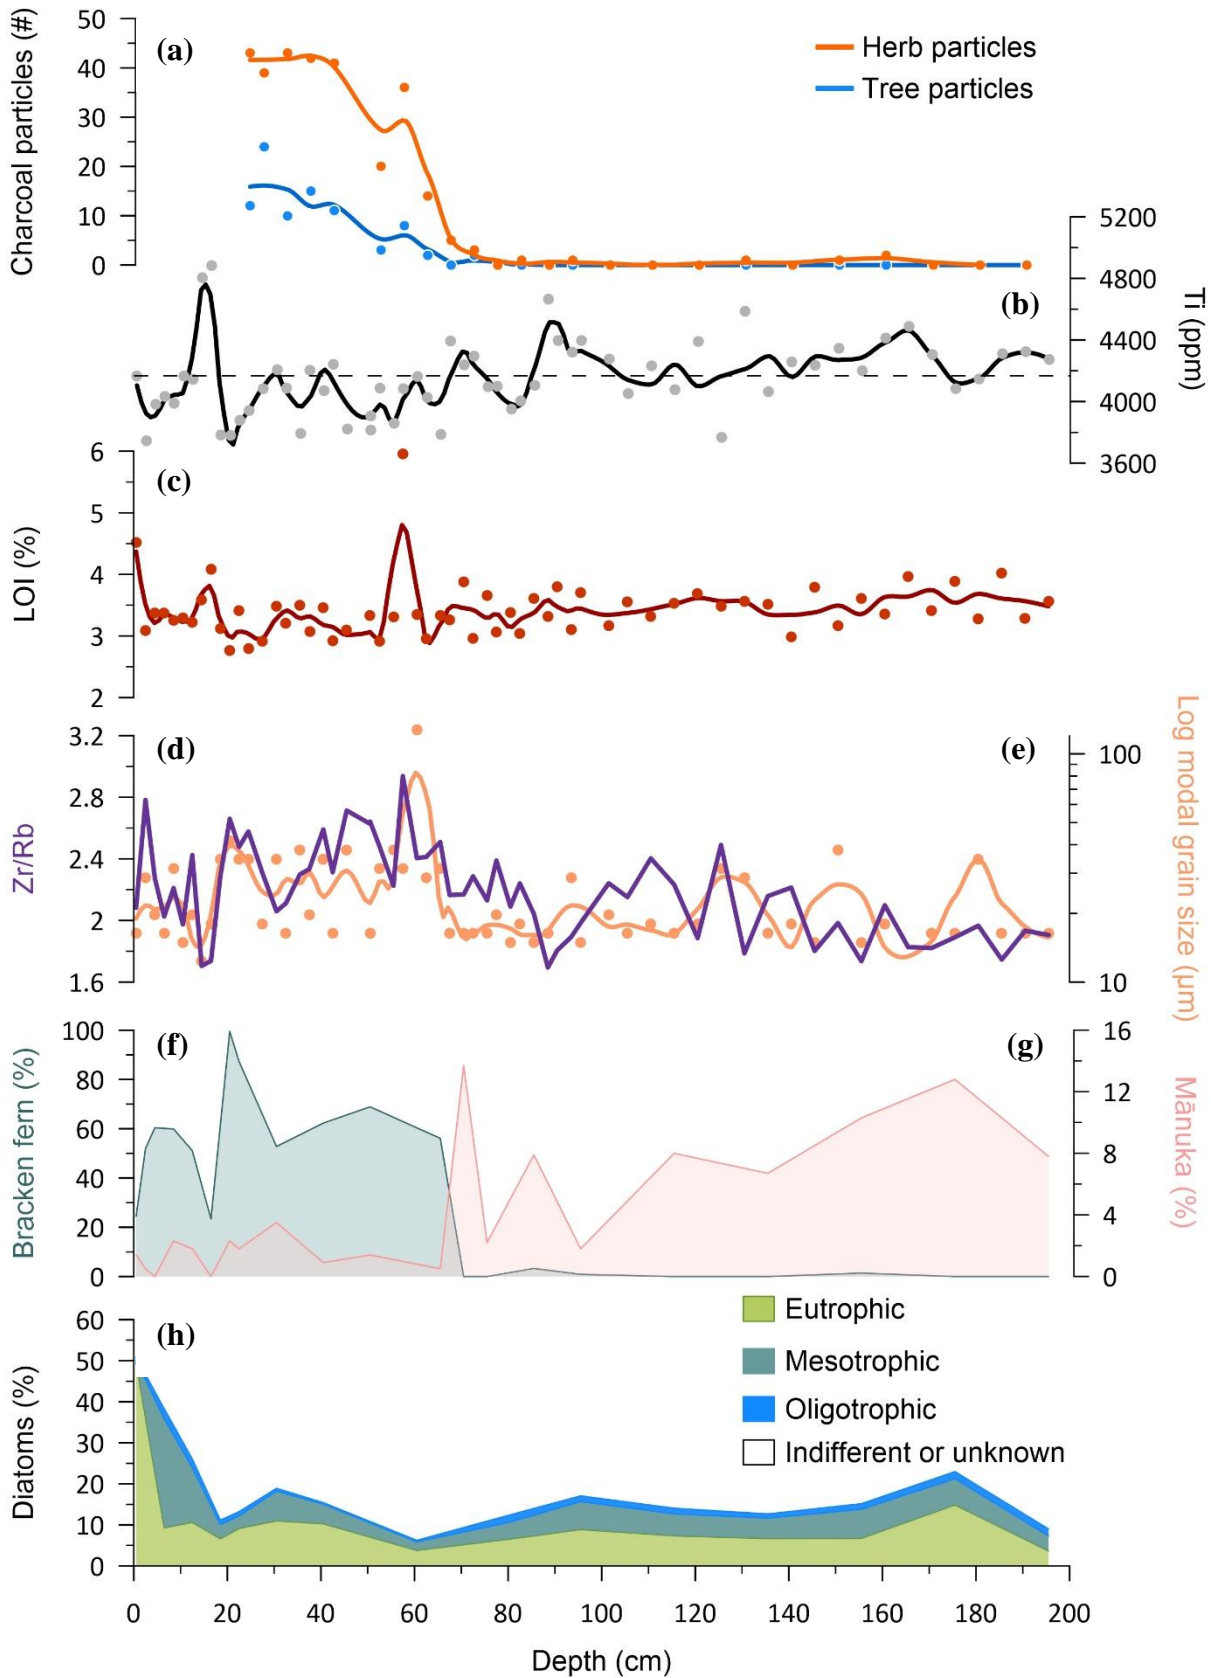 Charcoal particles (#)
50
40
30
20
10
0
(a)
Herb particles
Tree particles
(b)
5200
4800
4400
4000
3600
Ti (ppm)
(c)
LOI (%)
6
5
4
3
2
(d)
Zr/Rb
3.2
2.8
2.4
2
1.6
(e)
100
10
Log modal grain size (µm)
(f)
Bracken fern (%)
100
80
60
40
20
0
(g)
16
12
8
4
0
Mānuka (%)
(h)
Diatoms (%)
60
50
40
30
20
10
0
Eutrophic
Mesotrophic
Oligotrophic
Indifferent or unknown
0 20 40 60 80 100 120 140 160 180 200
Depth (cm)